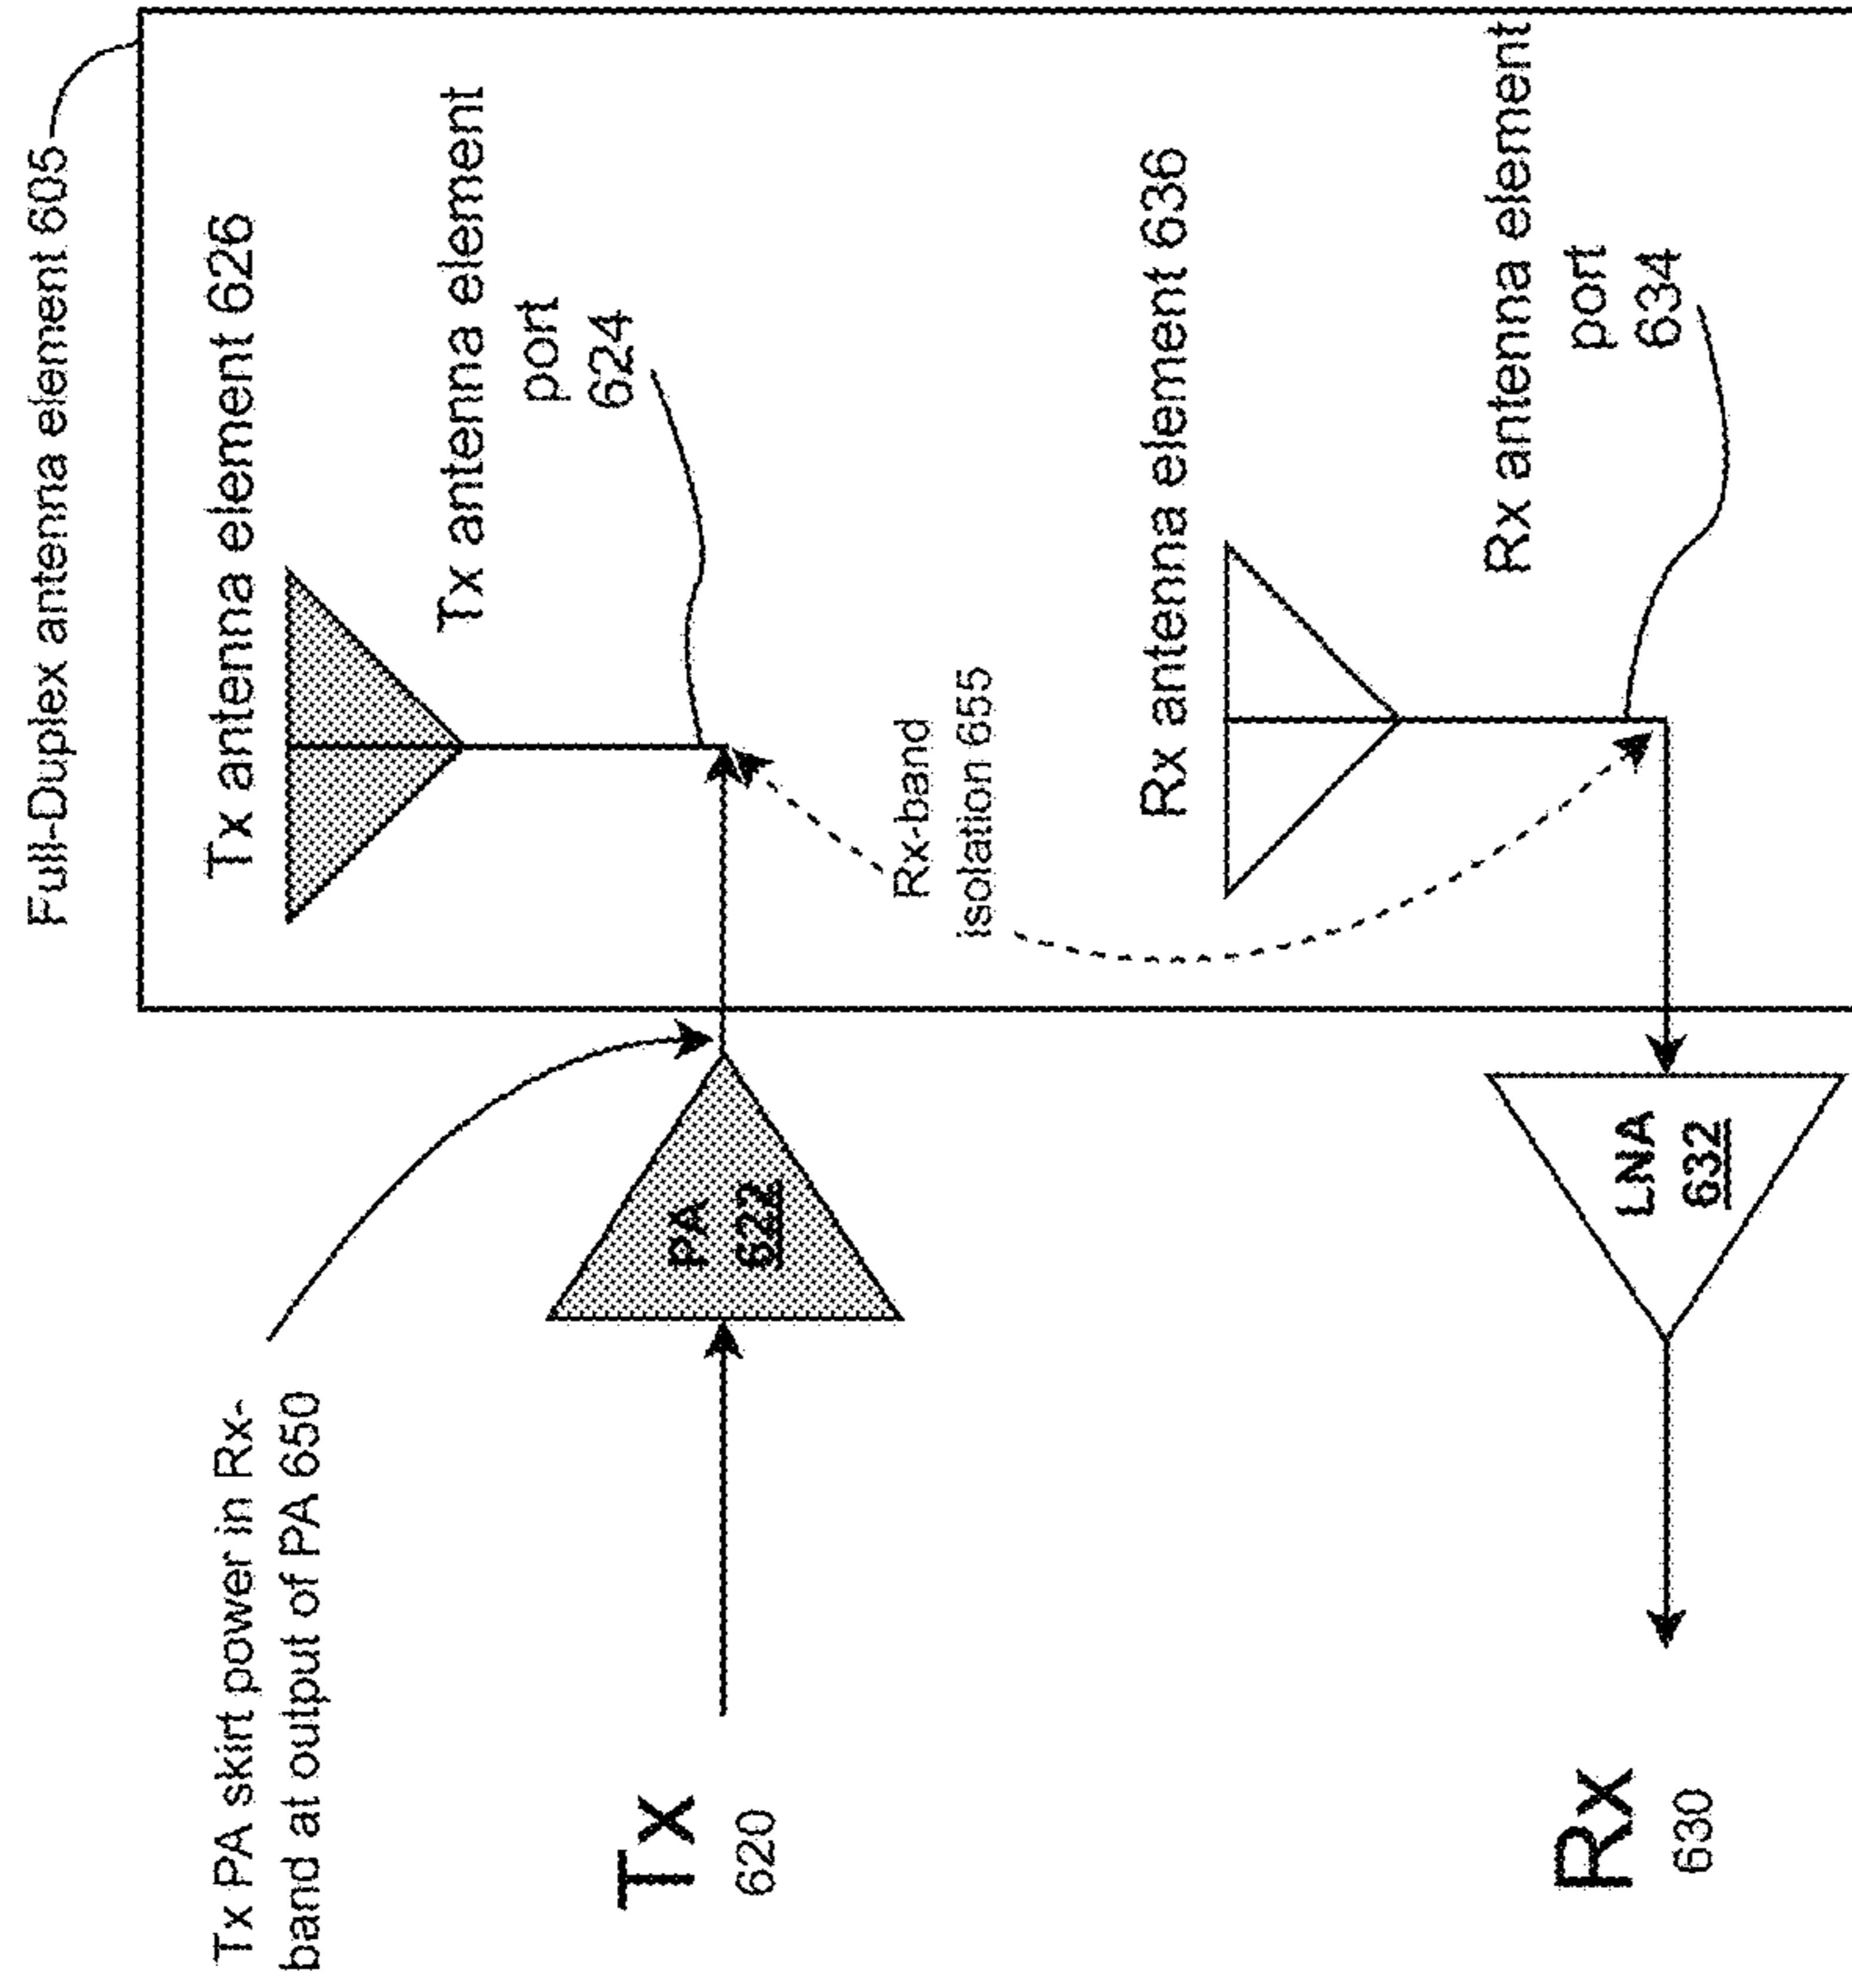 Full-Duplex antenna element 605
Tx antenna element 626
Tx antenna element
port
624
Tx PA skirt power in Rx-
band at output of PA 650
Tx
620
PA
622
Rx-band
isolation 655
Rx antenna element 636
Rx antenna element
port
634
LNA
632
Rx
630